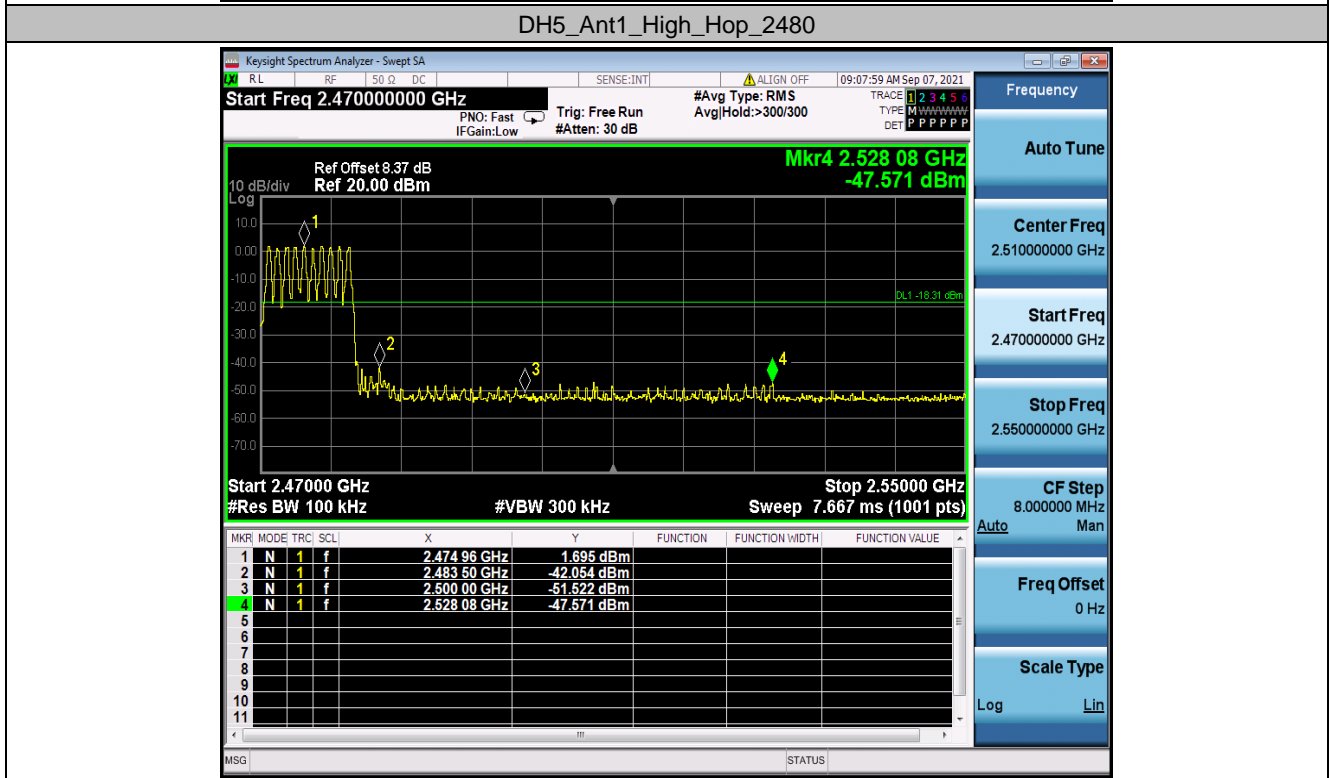 DH5_Ant1_High_Hop_2480
Keysight Spectrum Analyzer - Swept SA
LXI RL RF 50 Ω DC SENSE:INT ALIGN OFF 09:07:59 AM Sep 07, 2021
Start Freq 2.470000000 GHz
PNO: Fast
IFGain:Low
Trig: Free Run
#Atten: 30 dB
#Avg Type: RMS
Avg|Hold:>300/300
TRACE 1 2 3 4 5 6
TYPE M W W W W W
DET P P P P P P
Ref Offset 8.37 dB
10 dB/div Ref 20.00 dBm
Log
Mkr4 2.528 08 GHz
-47.571 dBm
10.0
0.00
-10.0
-20.0
-30.0
-40.0
-50.0
-60.0
-70.0
1
2
3
4
DL1 -18.31 dBm
Start 2.47000 GHz Stop 2.55000 GHz
#Res BW 100 kHz #VBW 300 kHz Sweep 7.667 ms (1001 pts)
MKR MODE TRC SCL X Y FUNCTION FUNCTION WIDTH FUNCTION VALUE
1 N 1 f 2.474 96 GHz 1.695 dBm
2 N 1 f 2.483 50 GHz -42.054 dBm
3 N 1 f 2.500 00 GHz -51.522 dBm
4 N 1 f 2.528 08 GHz -47.571 dBm
5
6
7
8
9
10
11
MSG STATUS
Frequency
Auto Tune
Center Freq
2.510000000 GHz
Start Freq
2.470000000 GHz
Stop Freq
2.550000000 GHz
CF Step
8.000000 MHz
Auto Man
Freq Offset
0 Hz
Scale Type
Log Lin